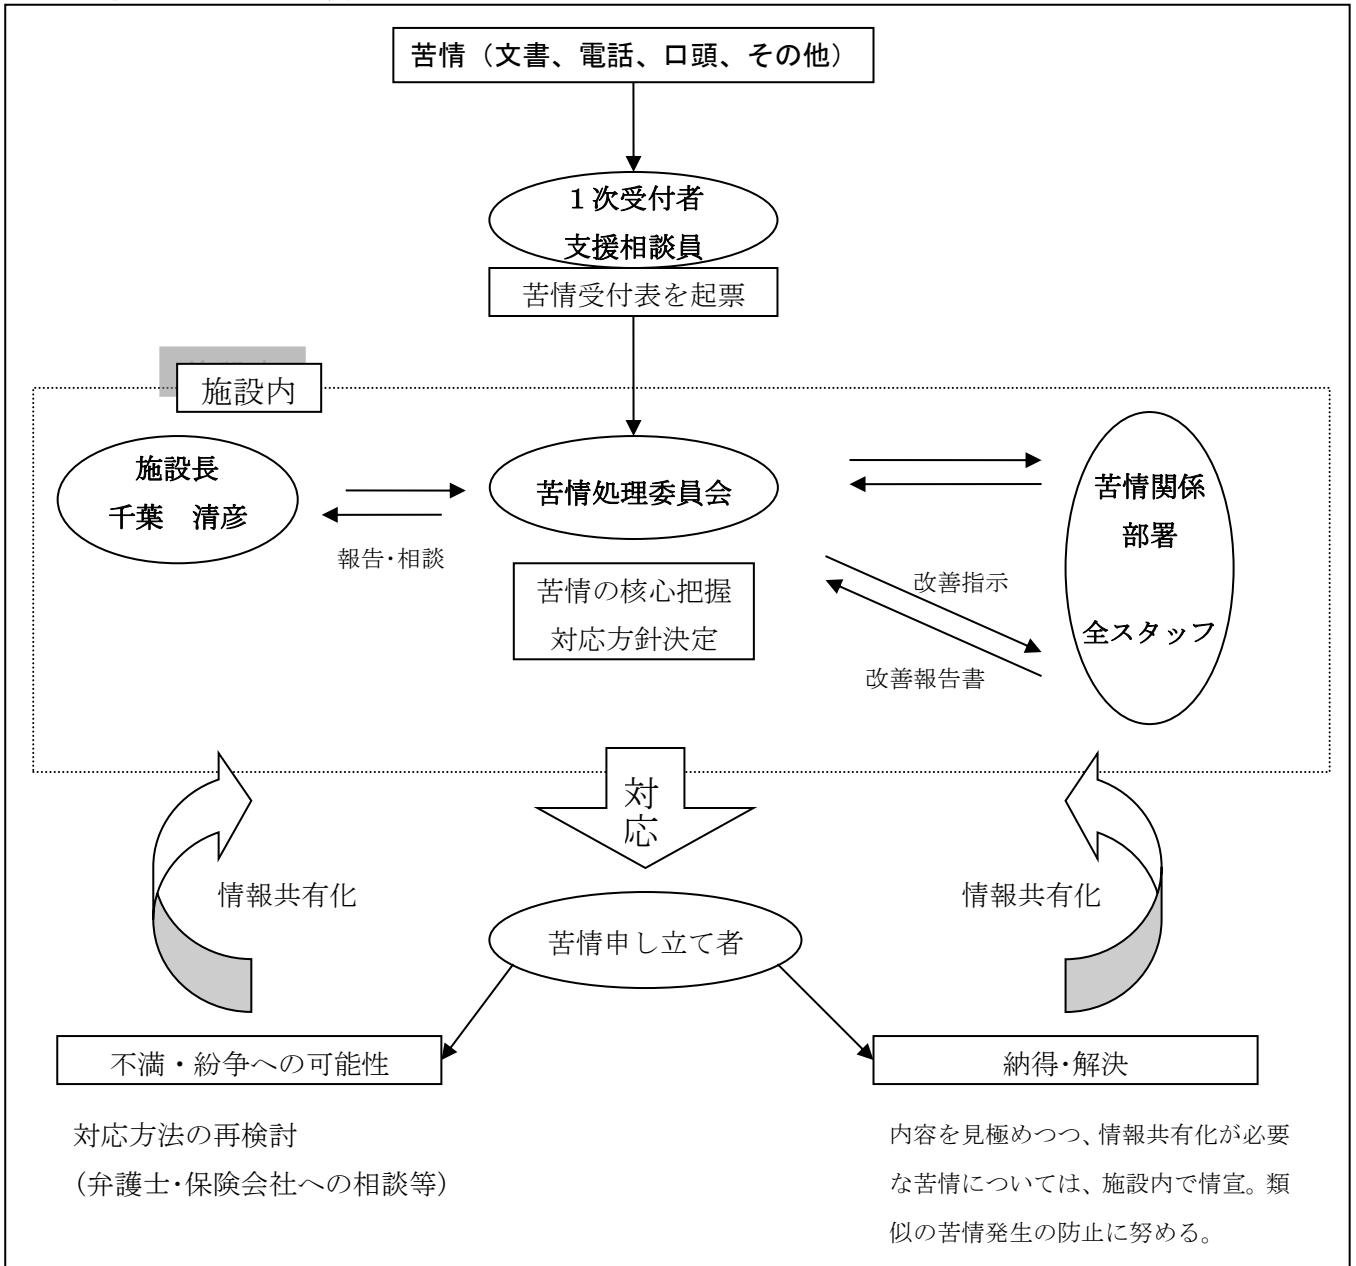 苦情（文書、電話、口頭、その他）
１次受付者
支援相談員
苦情受付表を起票
施設内
施設長
千葉　清彦
報告・相談
苦情処理委員会
苦情の核心把握
対応方針決定
苦情関係
部署
全スタッフ
改善指示
改善報告書
対応
情報共有化
情報共有化
苦情申し立て者
不満・紛争への可能性
納得・解決
対応方法の再検討
（弁護士・保険会社への相談等）
内容を見極めつつ、情報共有化が必要
な苦情については、施設内で情宣。類
似の苦情発生の防止に努める。